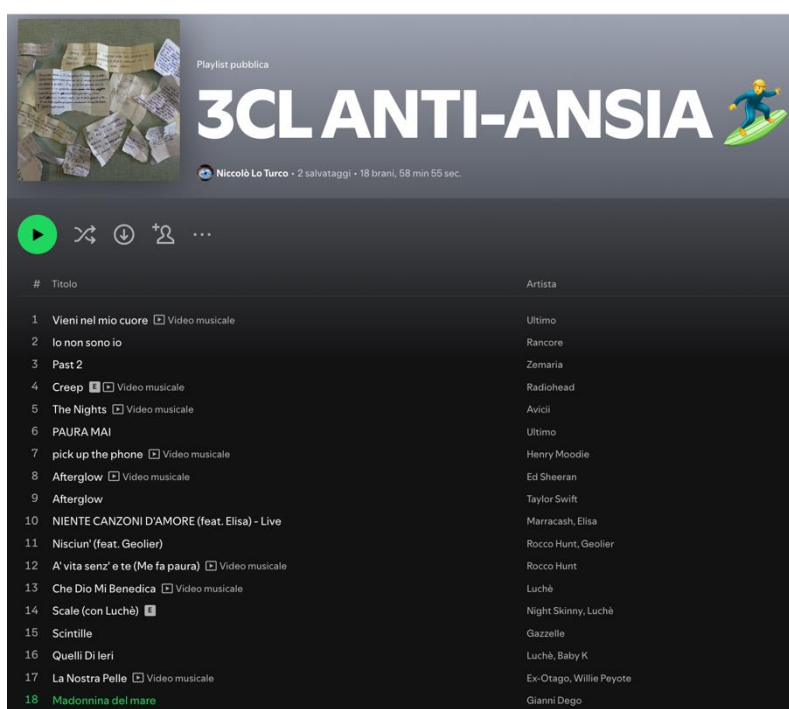 Playlist pubblica
3CL ANTI-ANSIA
Niccolò Lo Turco • 2 salvataggi • 18 brani, 58 min 55 sec.
# Titolo Artista
1 Vieni nel mio cuore Video musicale Ultimo
2 Io non sono io Rancore
3 Past 2 Zemaria
4 Creep E Video musicale Radiohead
5 The Nights Video musicale Avicii
6 PAURA MAI Ultimo
7 pick up the phone Video musicale Henry Moodie
8 Afterglow Video musicale Ed Sheeran
9 Afterglow Taylor Swift
10 NIENTE CANZONI D'AMORE (feat. Elisa) - Live Marracash, Elisa
11 Nisciun' (feat. Geolier) Rocco Hunt, Geolier
12 A' vita senz' e te (Me fa paura) Video musicale Rocco Hunt
13 Che Dio Mi Benedica Video musicale Luchè
14 Scale (con Luchè) E Night Skinny, Luchè
15 Scintille Gazzelle
16 Quelli Di Ieri Luchè, Baby K
17 La Nostra Pelle Video musicale Ex-Otago, Willie Peyote
18 Madonnina del mare Gianni Dego